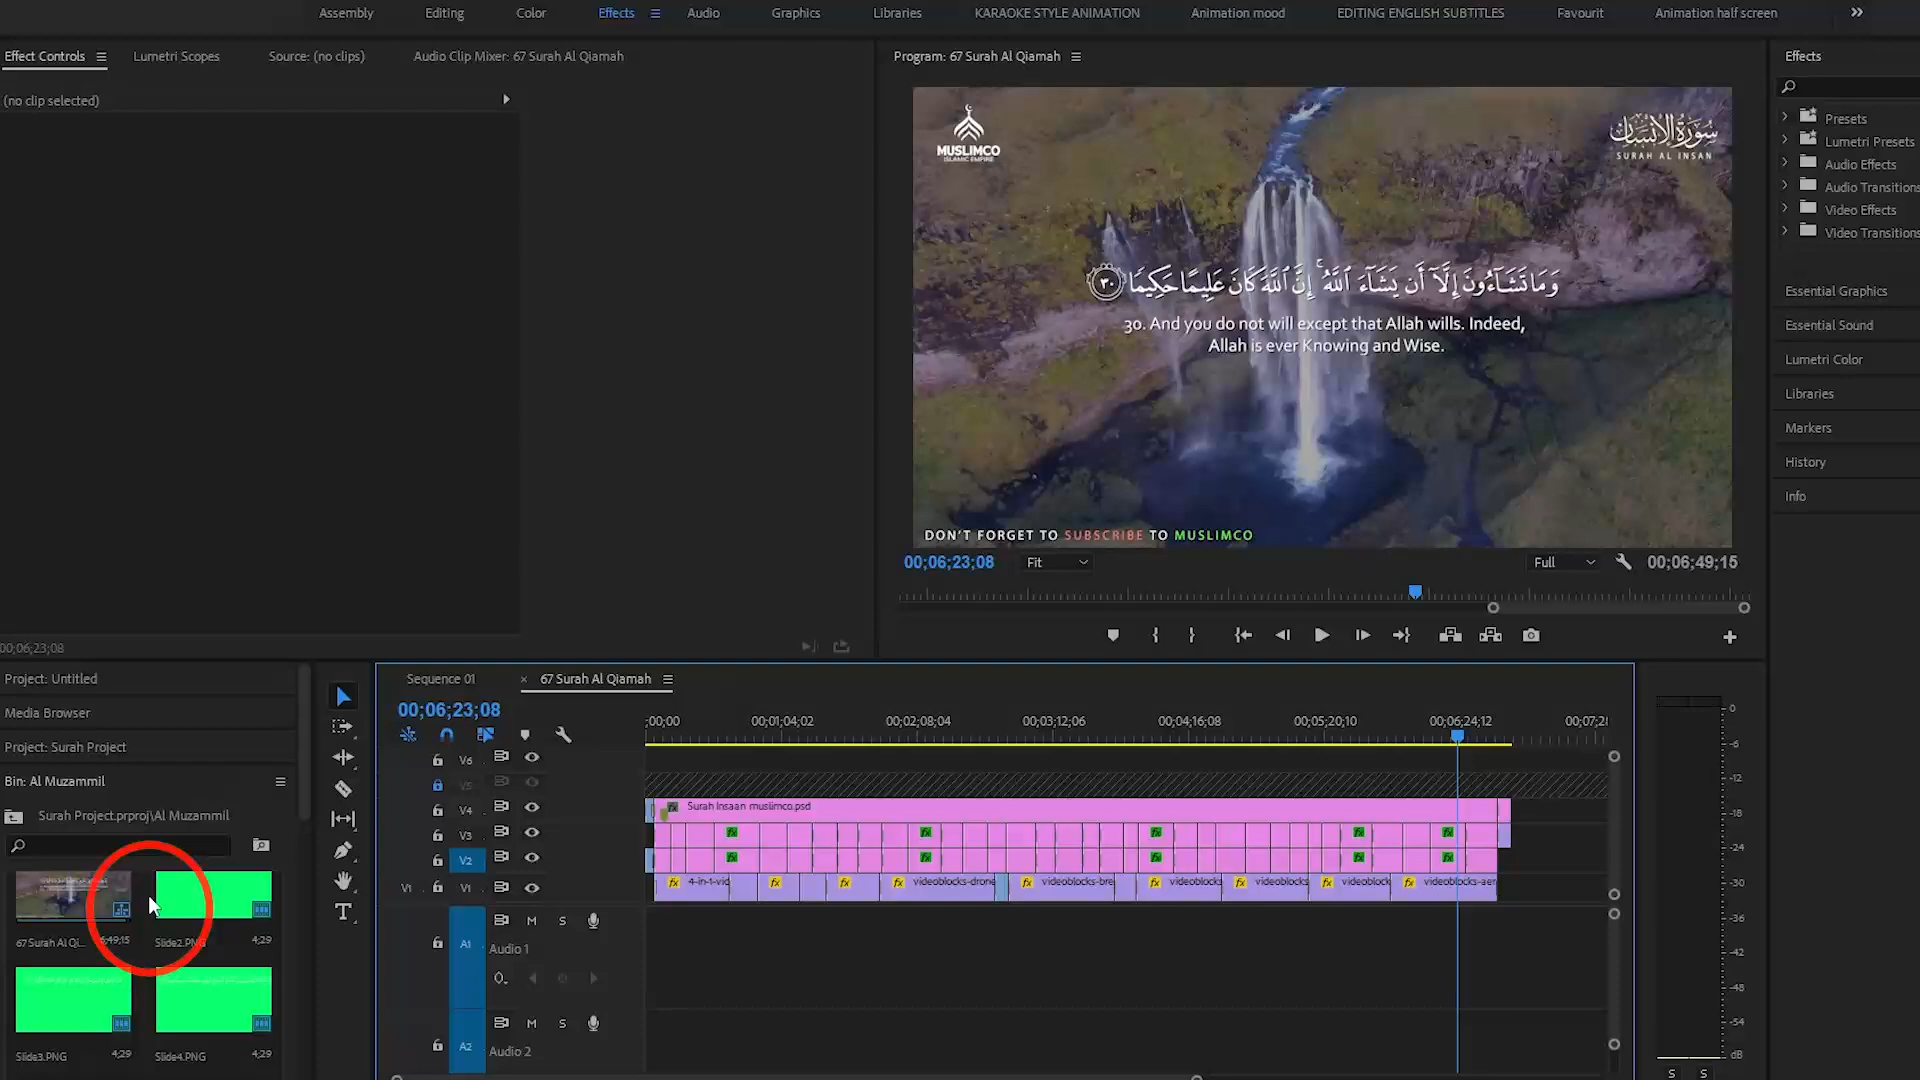 Assembly
Editing
Color
Effects
Audio
Graphics
Libraries
KARAOKE STYLE ANIMATION
Animation mood
EDITING ENGLISH SUBTITLES
Favourit
Animation half screen
Effect Controls
Lumetri Scopes
Source: (no clips)
Audio Clip Mixer: 67 Surah Al Qiamah
(no clip selected)
00;06;23;08
Program: 67 Surah Al Qiamah
MUSLIMCO
ISLAMIC EMPIRE
سورة الإنسان
SURAH AL INSAN
وَمَا تَشَآءُونَ إِلَّآ أَن يَشَآءَ ٱللَّهُ ۚ إِنَّ ٱللَّهَ كَانَ عَلِيمًا حَكِيمًا ٣٠
30. And you do not will except that Allah wills. Indeed,
Allah is ever Knowing and Wise.
DON'T FORGET TO SUBSCRIBE TO MUSLIMCO
00;06;23;08
Fit
Full
00;06;49;15
Effects
Presets
Lumetri Presets
Audio Effects
Audio Transitions
Video Effects
Video Transitions
Essential Graphics
Essential Sound
Lumetri Color
Libraries
Markers
History
Info
Project: Untitled
Media Browser
Project: Surah Project
Bin: Al Muzammil
Surah Project.prproj\Al Muzammil
67 Surah Al Qi...
6;49;15
Slide2.PNG
4;29
Slide3.PNG
4;29
Slide4.PNG
4;29
Sequence 01
67 Surah Al Qiamah
00;06;23;08
;00;00
00;01;04;02
00;02;08;04
00;03;12;06
00;04;16;08
00;05;20;10
00;06;24;12
00;07;2
V6
V5
V4
Surah Insaan muslimco.psd
V3
V2
V1
V1
4-in-1-vid
videoblocks-drone
videoblocks-bre
videoblocks
videoblocks
videoblock
videoblocks-aer
A1
M
S
Audio 1
A2
M
S
Audio 2
0
-6
-12
-18
-24
-30
-36
-42
-48
-54
dB
S
S